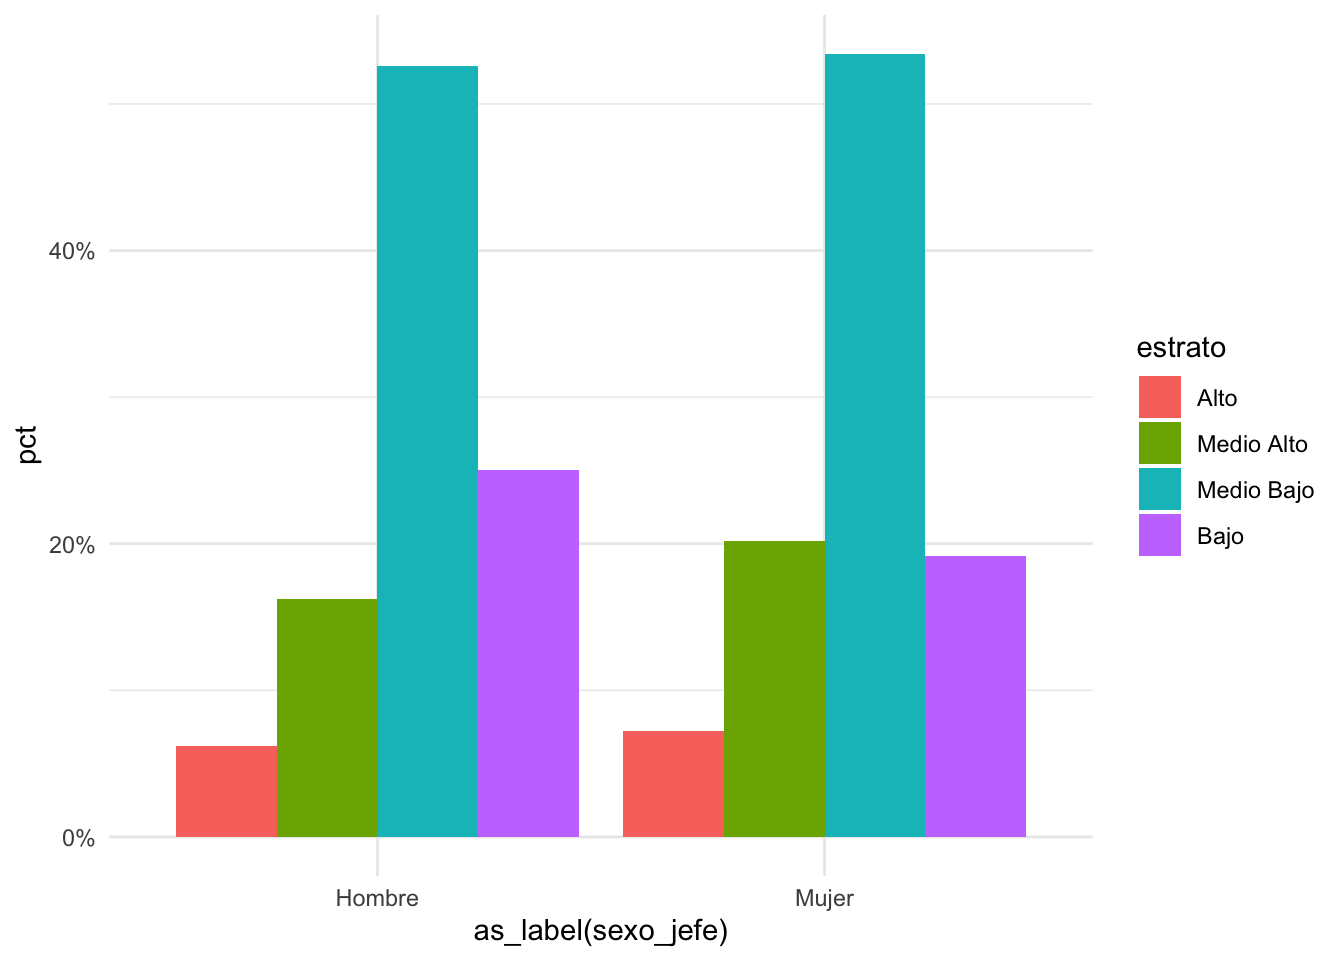 pct
40%
20%
0%
Hombre
Mujer
as_label(sexo_jefe)
estrato
Alto
Medio Alto
Medio Bajo
Bajo